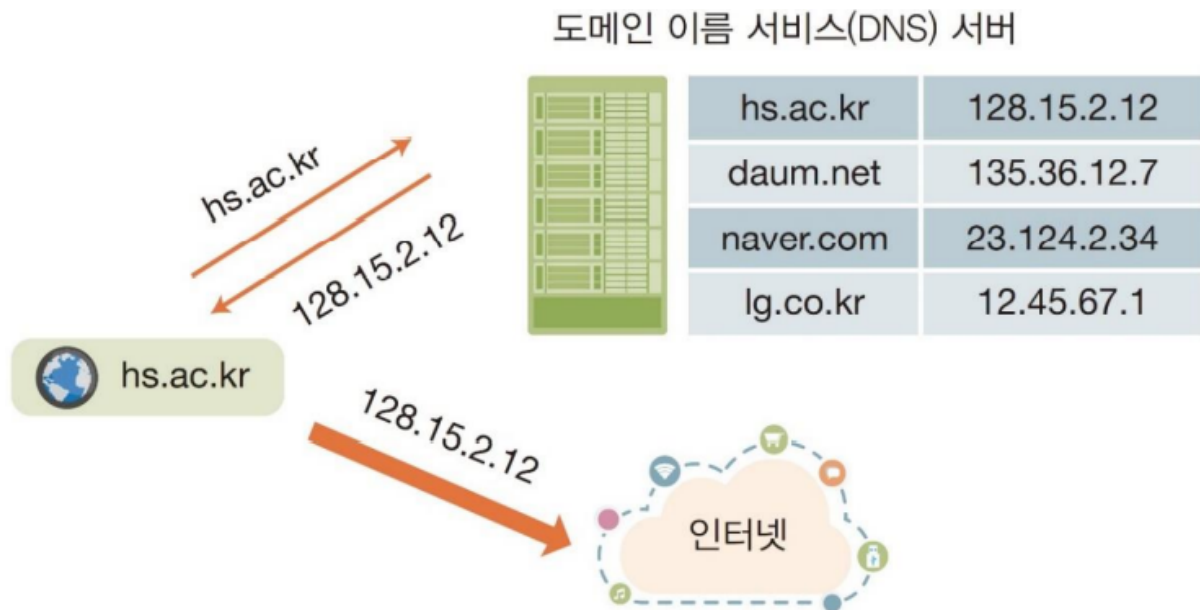 도메인 이름 서비스(DNS) 서버
hs.ac.kr 128.15.2.12
daum.net 135.36.12.7
naver.com 23.124.2.34
lg.co.kr 12.45.67.1
hs.ac.kr
128.15.2.12
hs.ac.kr
128.15.2.12
인터넷